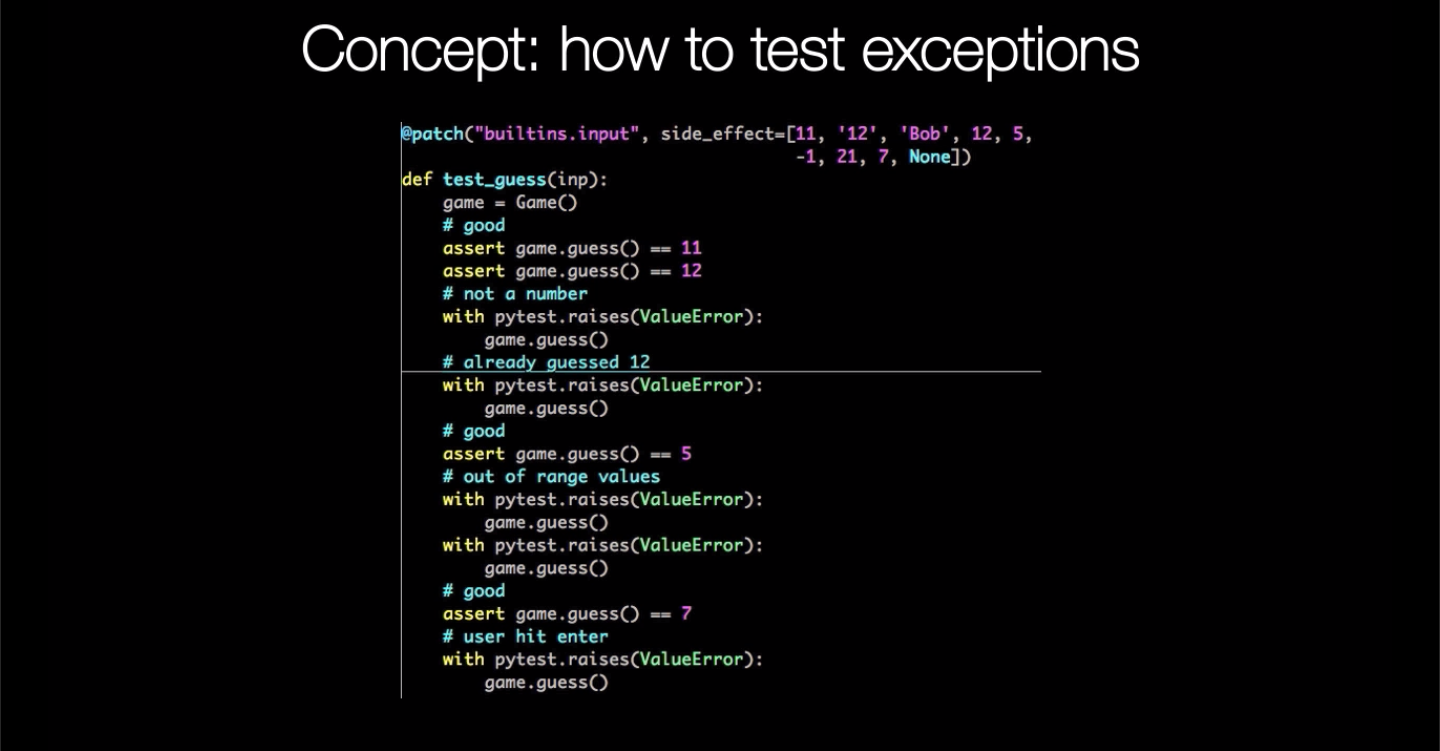 Concept: how to test exceptions
@patch("builtins.input", side_effect=[11, '12', 'Bob', 12, 5,
                                      -1, 21, 7, None])
def test_guess(inp):
    game = Game()
    # good
    assert game.guess() == 11
    assert game.guess() == 12
    # not a number
    with pytest.raises(ValueError):
        game.guess()
    # already guessed 12
    with pytest.raises(ValueError):
        game.guess()
    # good
    assert game.guess() == 5
    # out of range values
    with pytest.raises(ValueError):
        game.guess()
    with pytest.raises(ValueError):
        game.guess()
    # good
    assert game.guess() == 7
    # user hit enter
    with pytest.raises(ValueError):
        game.guess()